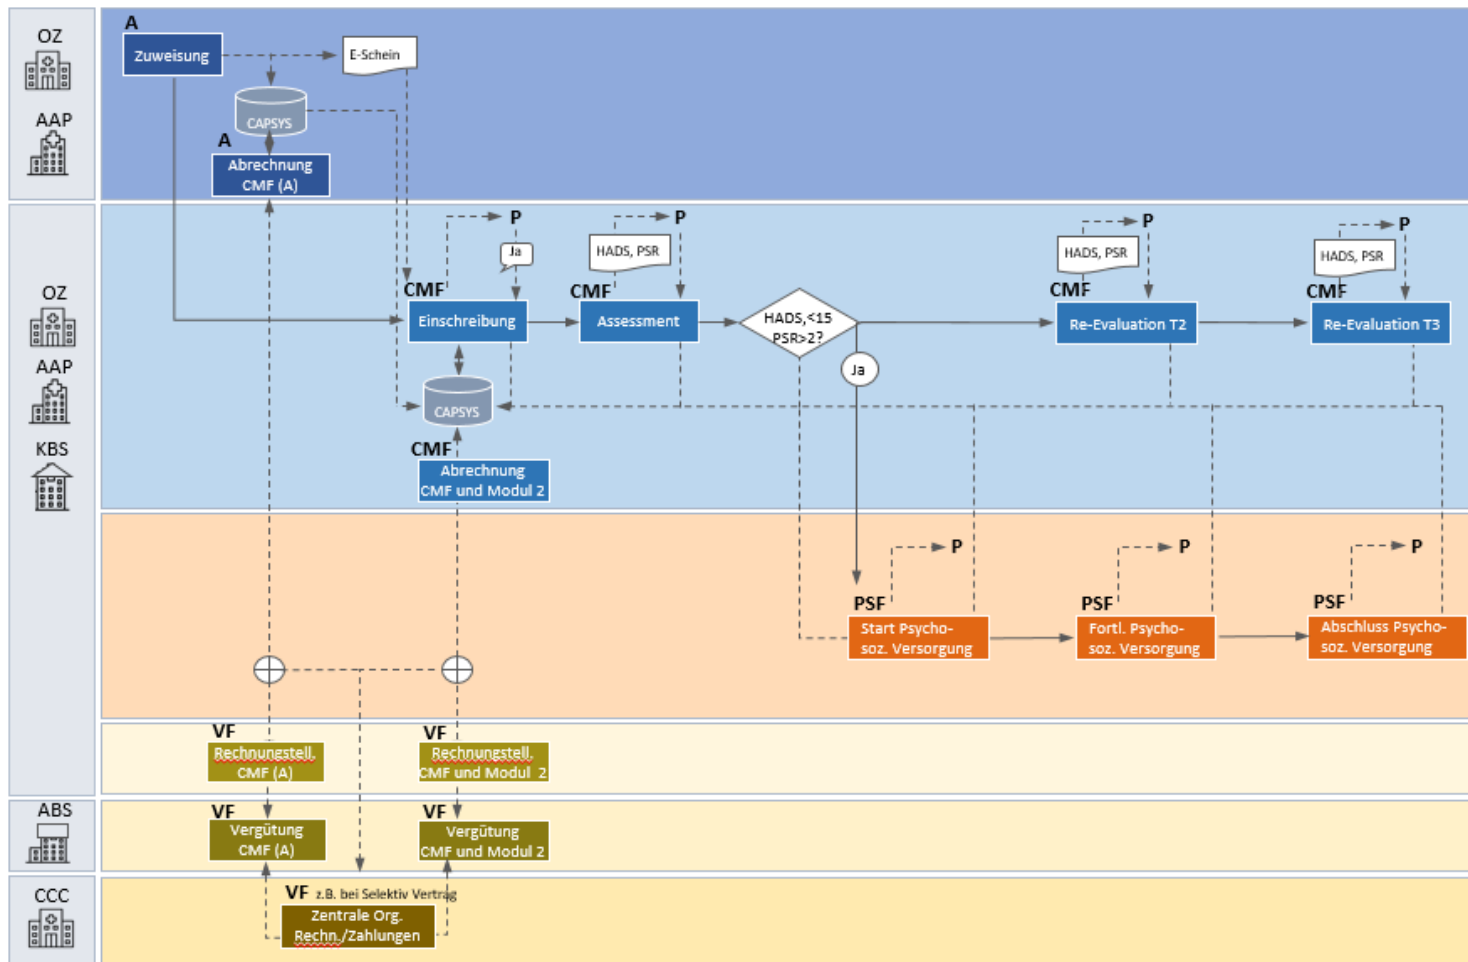 OZ
AAP
A
Zuweisung
E-Schein
CAPSYS
A
Abrechnung
CMF (A)
OZ
AAP
KBS
P
Ja
CMF
Einschreibung
P
HADS, PSR
CMF
Assessment
HADS,<15
PSR>2?
Ja
P
HADS, PSR
CMF
Re-Evaluation T2
P
HADS, PSR
CMF
Re-Evaluation T3
CAPSYS
CMF
Abrechnung
CMF und Modul 2
P
PSF
Start Psycho-
soz. Versorgung
P
PSF
Fortl. Psycho-
soz. Versorgung
P
PSF
Abschluss Psycho-
soz. Versorgung
VF
Rechnungstell.
CMF (A)
VF
Rechnungstell.
CMF und Modul 2
ABS
VF
Vergütung
CMF (A)
VF
Vergütung
CMF und Modul 2
CCC
VF z.B. bei Selektiv Vertrag
Zentrale Org.
Rechn./Zahlungen